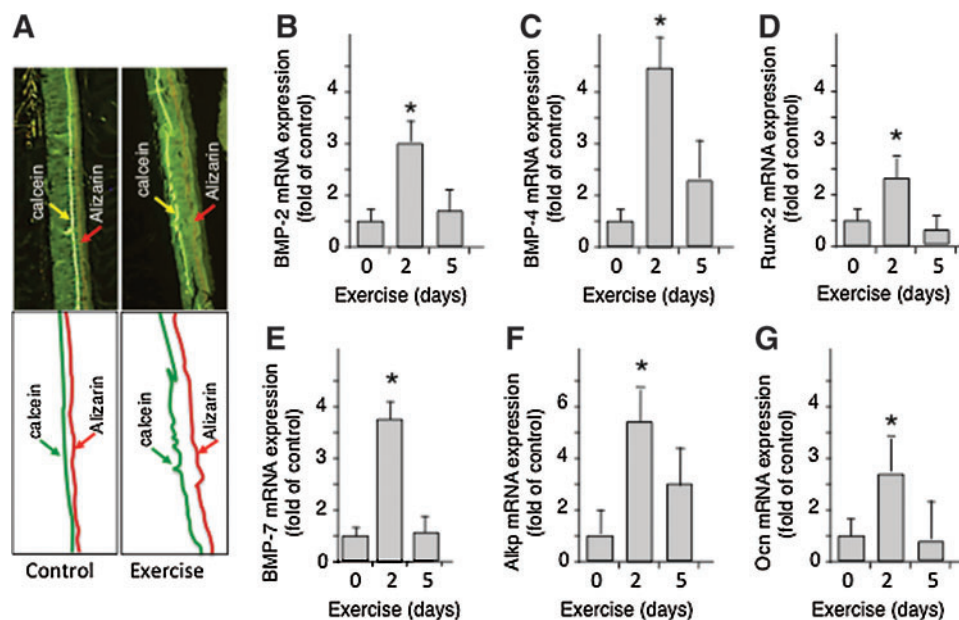 A
calcein
Alizarin
calcein
Alizarin
calcein
Alizarin
calcein
Alizarin
Control
Exercise
B
BMP-2 mRNA expression
(fold of control)
4
3
2
0
*
0 2 5
Exercise (days)
C
BMP-4 mRNA expression
(fold of control)
4
3
2
0
*
0 2 5
Exercise (days)
D
Runx-2 mRNA expression
(fold of control)
4
3
2
0
*
0 2 5
Exercise (days)
E
BMP-7 mRNA expression
(fold of control)
4
3
2
0
*
0 2 5
Exercise (days)
F
Alkp mRNA expression
(fold of control)
6
4
2
0
*
0 2 5
Exercise (days)
G
Ocn mRNA expression
(fold of control)
4
3
2
0
*
0 2 5
Exercise (days)